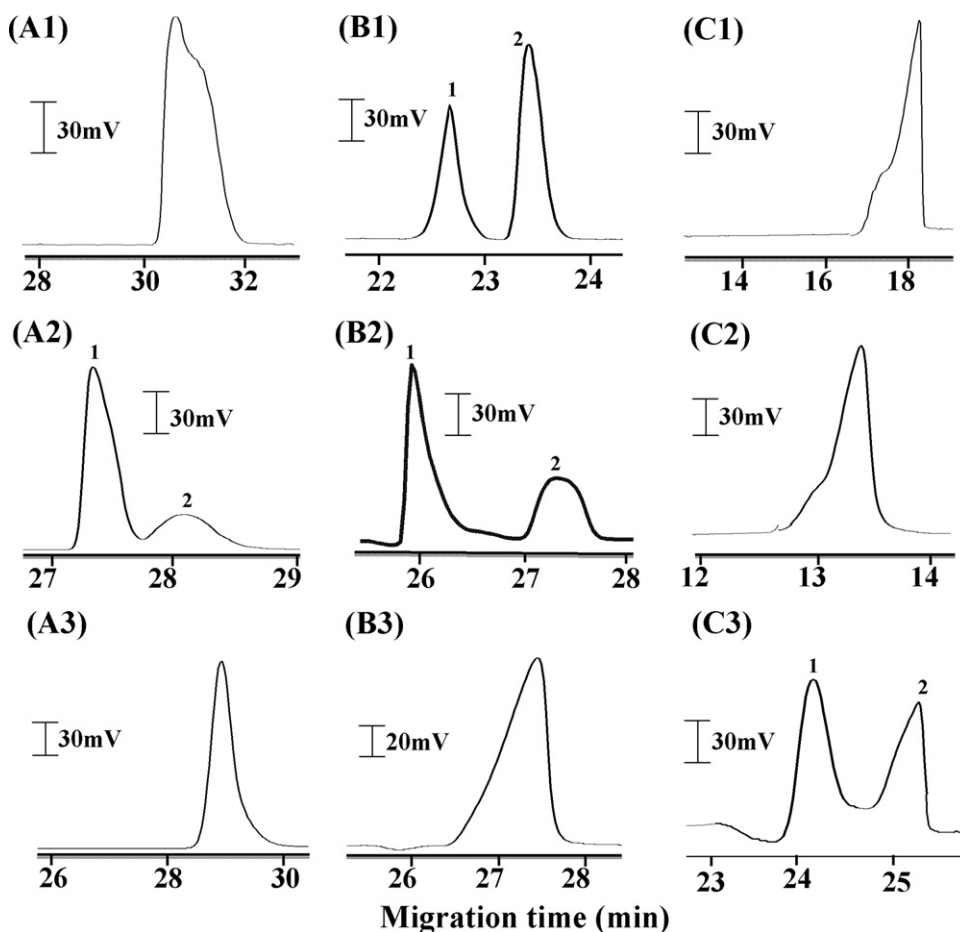 (A1)
30mV
28 30 32
(B1)
1
2
30mV
22 23 24
(C1)
30mV
14 16 18
(A2)
1
30mV
2
27 28 29
(B2)
1
30mV
2
26 27 28
(C2)
30mV
12 13 14
(A3)
30mV
26 28 30
(B3)
20mV
26 27 28
(C3)
1
2
30mV
23 24 25
Migration time (min)